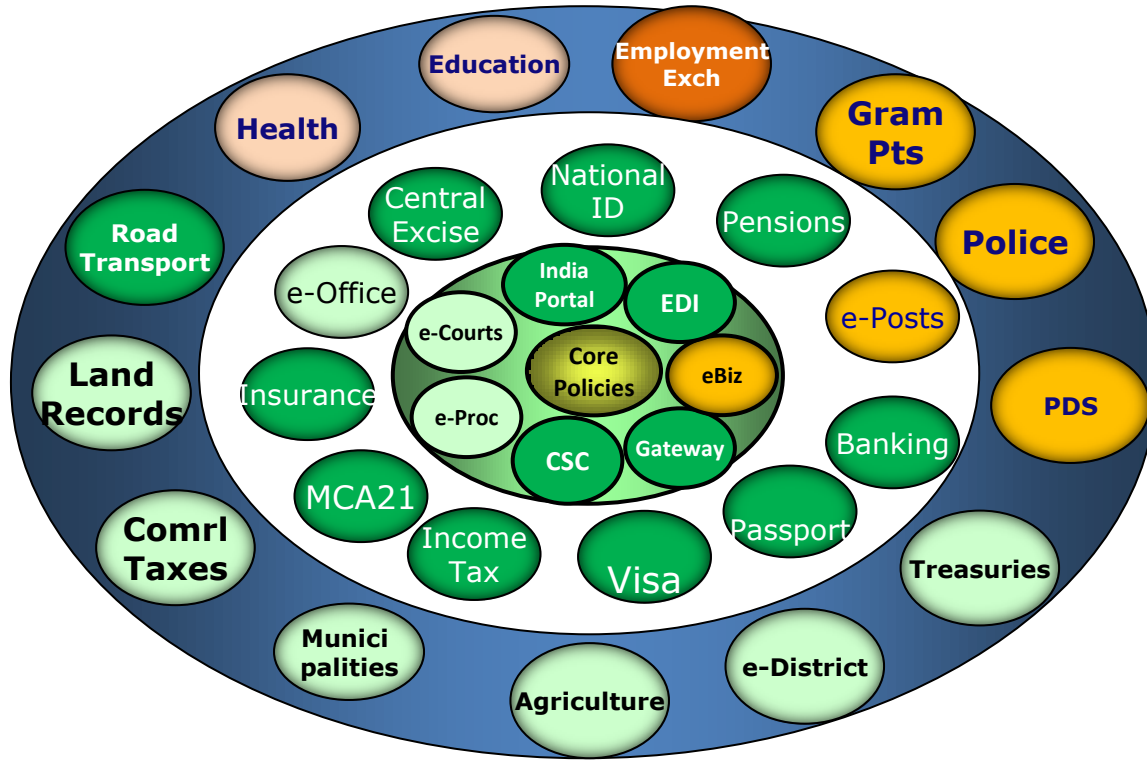 Education
Employment
Exch
Health
Gram
Pts
Road
Transport
Police
Land
Records
PDS
Comrl
Taxes
Treasuries
Munici
palities
e-District
Agriculture
National
ID
Central
Excise
Pensions
e-Office
e-Posts
Insurance
Banking
MCA21
Passport
Income
Tax
Visa
India
Portal
EDI
e-Courts
Core
Policies
eBiz
e-Proc
Gateway
CSC